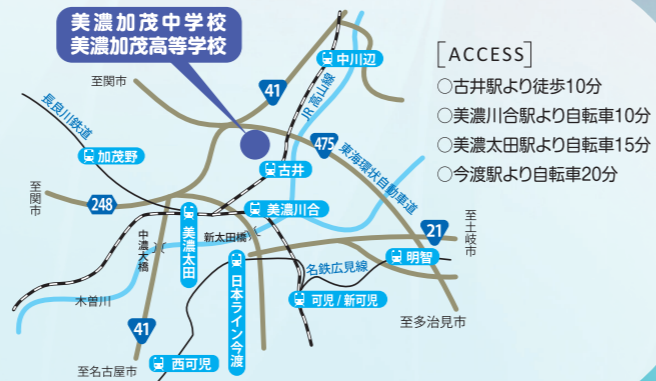 美濃加茂中学校
美濃加茂高等学校
[ACCESS]
○古井駅より徒歩10分
○美濃川合駅より自転車10分
○美濃太田駅より自転車15分
○今渡駅より自転車20分
至関市
41
中川辺
JR高山線
長良川鉄道
加茂野
475
東海環状自動車道
古井
至関市
248
美濃川合
美濃太田
新太田橋
中濃大橋
日本ライン今渡
21
至土岐市
明智
名鉄広見線
可児/新可児
木曽川
41
至多治見市
西可児
至名古屋市